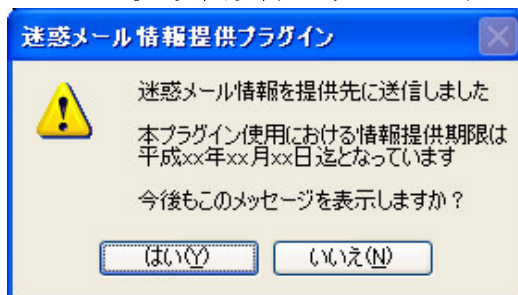 迷惑メール情報提供プラグイン
迷惑メール情報を提供先に送信しました
本プラグイン使用における情報提供期限は
平成xx年xx月xx日迄となっています
今後もこのメッセージを表示しますか？
はい(Y)
いいえ(N)